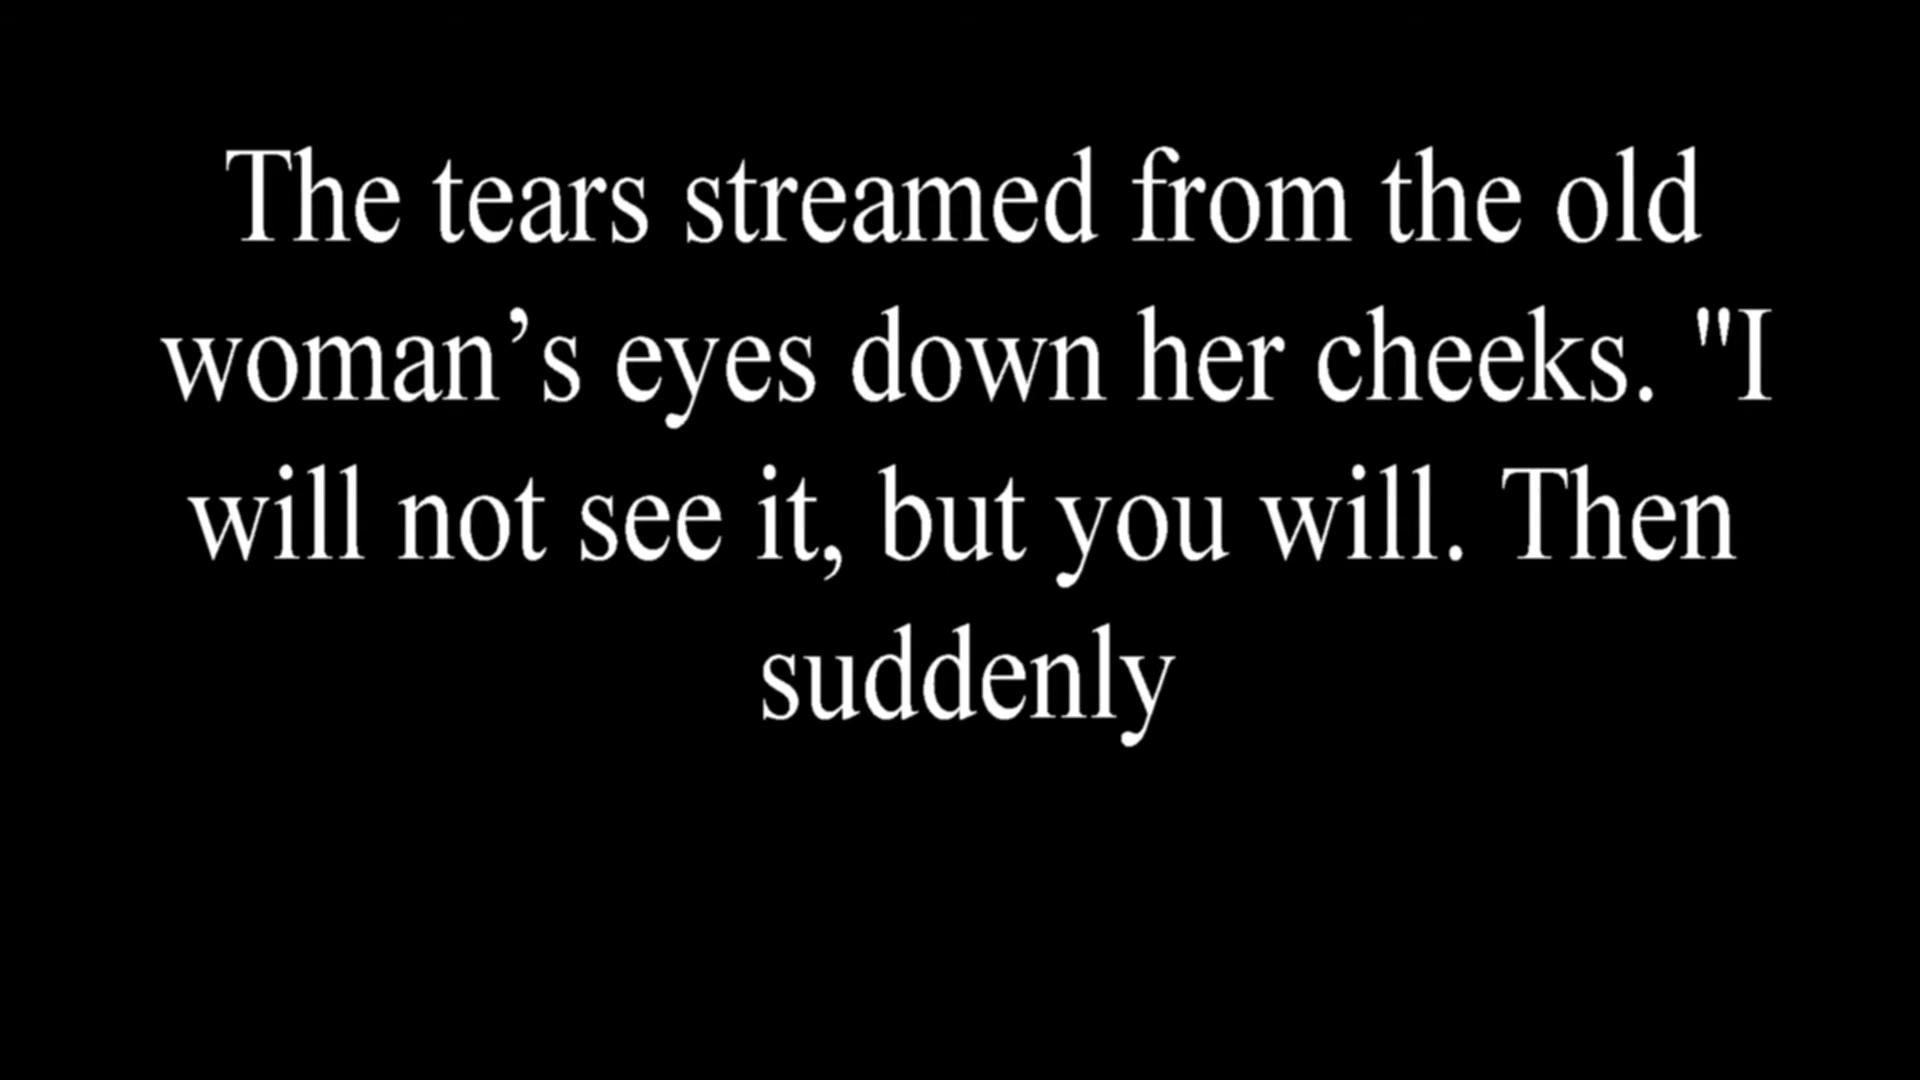 The tears streamed from the old
woman’s eyes down her cheeks. "I
will not see it, but you will. Then
suddenly